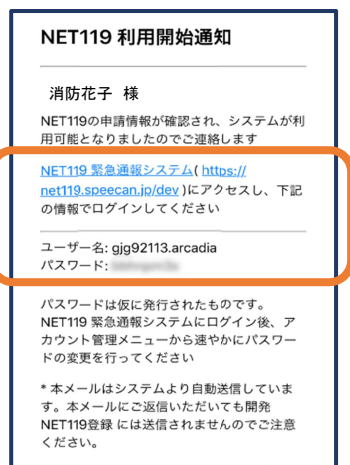 NET119 利用開始通知
消防花子 様
NET119の申請情報が確認され、システムが利
用可能となりましたのでご連絡します
NET119 緊急通報システム( https://
net119.speecan.jp/dev )にアクセスし、下記
の情報でログインしてください
ユーザー名: gjg92113.arcadia
パスワード:
パスワードは仮に発行されたものです。
NET119 緊急通報システムにログイン後、ア
カウント管理メニューから速やかにパスワー
ドの変更を行ってください
* 本メールはシステムより自動送信していま
す。本メールにご返信いただいても開発
NET119登録 には送信されませんのでご注意
ください。